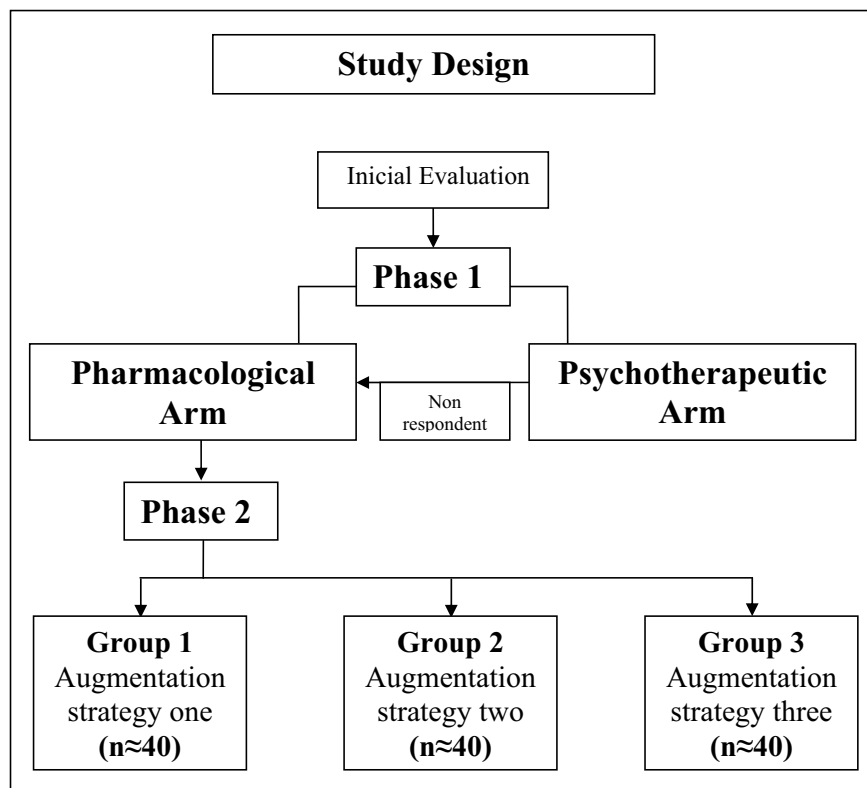 Study Design
Inicial Evaluation
Phase 1
Pharmacological
Arm
Non
respondent
Psychotherapeutic
Arm
Phase 2
Group 1
Augmentation
strategy one
(n≈40)
Group 2
Augmentation
strategy two
(n≈40)
Group 3
Augmentation
strategy three
(n≈40)